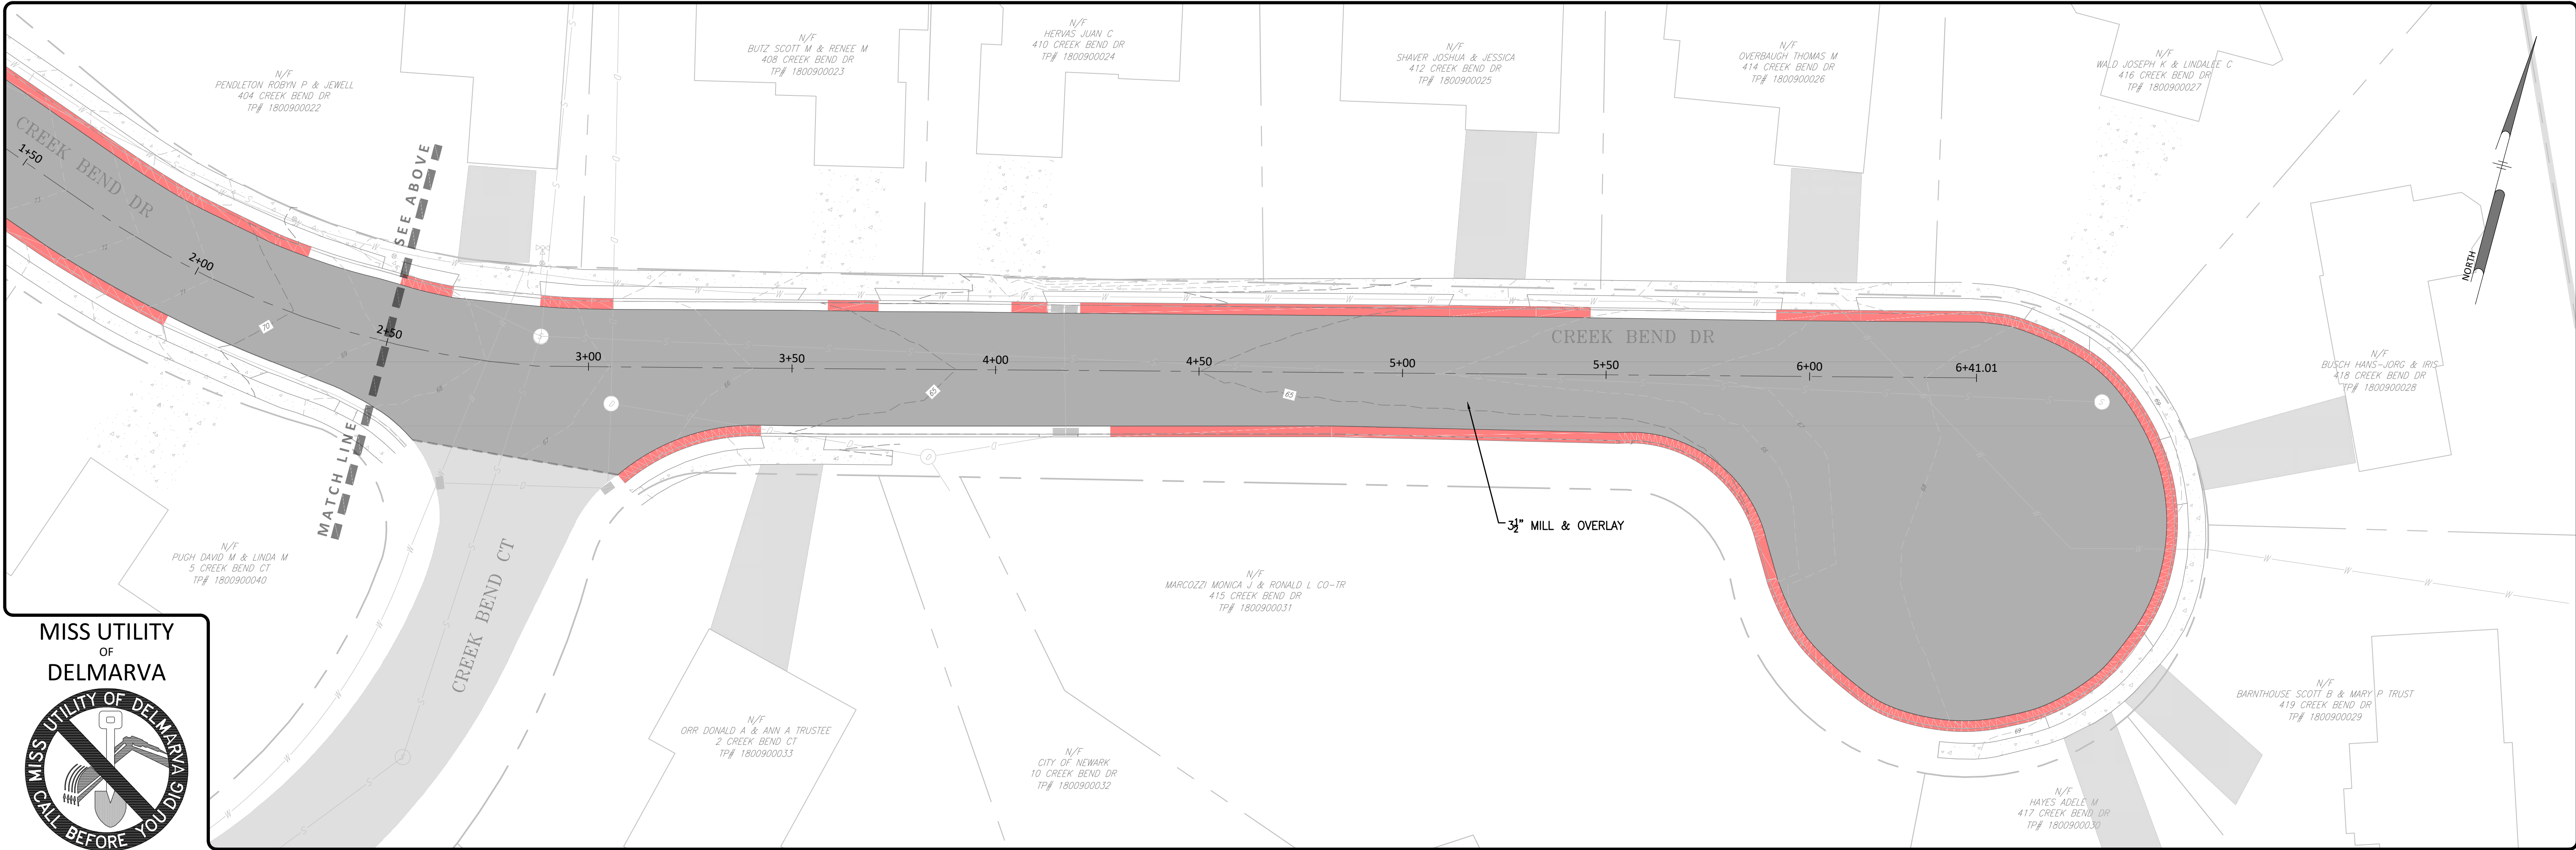 N/F
PENDLETON ROBYN P & JEWELL
404 CREEK BEND DR
TP# 1800900022
N/F
BUTZ SCOTT M & RENEE M
408 CREEK BEND DR
TP# 1800900023
N/F
HERVAS JUAN C
410 CREEK BEND DR
TP# 1800900024
N/F
SHAVER JOSHUA & JESSICA
412 CREEK BEND DR
TP# 1800900025
N/F
OVERBAUGH THOMAS M
414 CREEK BEND DR
TP# 1800900026
N/F
WALD JOSEPH K & LINDALEE C
416 CREEK BEND DR
TP# 1800900027
NORTH
CREEK BEND DR
SEE ABOVE
MATCH LINE
1+50
2+00
2+50
3+00
3+50
4+00
4+50
5+00
5+50
6+00
6+41.01
CREEK BEND DR
70
65
65
3½" MILL & OVERLAY
N/F
BUSCH HANS-JORG & IRIS
418 CREEK BEND DR
TP# 1800900028
N/F
PUGH DAVID M & LINDA M
5 CREEK BEND CT
TP# 1800900040
CREEK BEND CT
N/F
MARCOZZI MONICA J & RONALD L CO-TR
415 CREEK BEND DR
TP# 1800900031
N/F
ORR DONALD A & ANN A TRUSTEE
2 CREEK BEND CT
TP# 1800900033
N/F
CITY OF NEWARK
10 CREEK BEND DR
TP# 1800900032
N/F
BARNTHOUSE SCOTT B & MARY P TRUST
419 CREEK BEND DR
TP# 1800900029
N/F
HAYES ADELE M
417 CREEK BEND DR
TP# 1800900030
69
MISS UTILITY
OF
DELMARVA
MISS UTILITY OF DELMARVA
CALL BEFORE YOU DIG